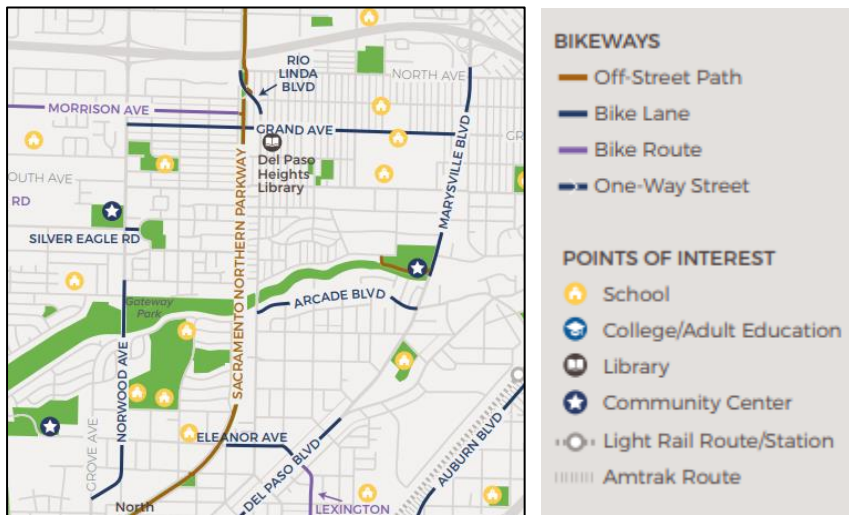 RIO
LINDA
BLVD
NORTH AVE
MORRISON AVE
GRAND AVE
GR
Del Paso
Heights
Library
MARYSVILLE BLVD
OUTH AVE
RD
SILVER EAGLE RD
SACRAMENTO NORTHERN PARKWAY
Gateway
Park
ARCADE BLVD
NORWOOD AVE
GROVE AVE
ELEANOR AVE
DEL PASO BLVD
AUBURN BLVD
LEXINGTON
North
BIKEWAYS
Off-Street Path
Bike Lane
Bike Route
One-Way Street
POINTS OF INTEREST
School
College/Adult Education
Library
Community Center
Light Rail Route/Station
Amtrak Route